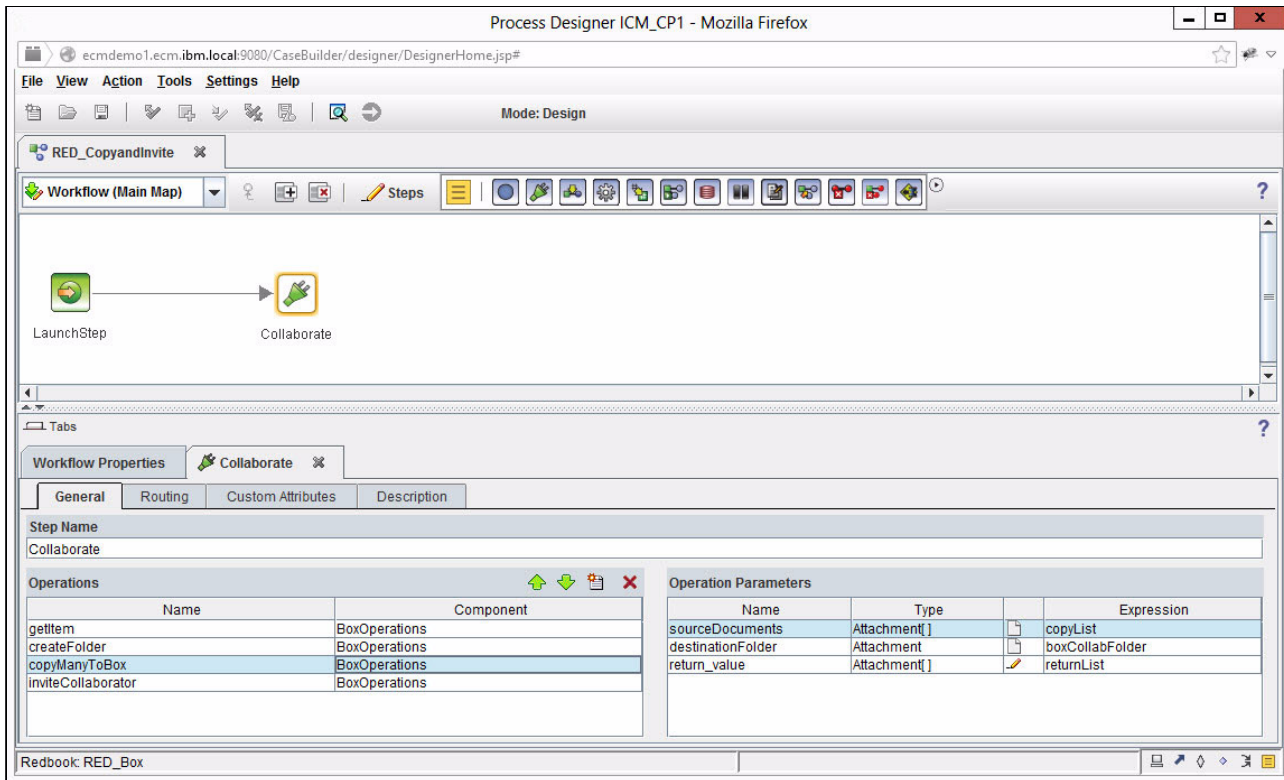 Process Designer ICM_CP1 - Mozilla Firefox
ecmdemo1.ecm.ibm.local:9080/CaseBuilder/designer/DesignerHome.jsp#
File View Action Tools Settings Help
Mode: Design
RED_CopyandInvite
Workflow (Main Map) Steps ?
LaunchStep Collaborate
Tabs ?
Workflow Properties Collaborate
General Routing Custom Attributes Description
Step Name
Collaborate
Operations Operation Parameters
Name Component Name Type Expression
getItem BoxOperations sourceDocuments Attachment[ ] copyList
createFolder BoxOperations destinationFolder Attachment boxCollabFolder
copyManyToBox BoxOperations return_value Attachment[ ] returnList
inviteCollaborator BoxOperations
Redbook: RED_Box